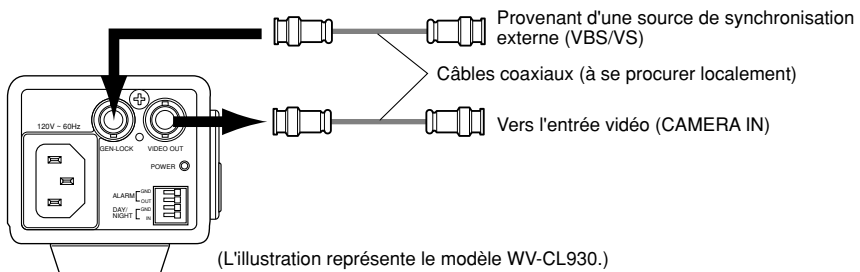 Provenant d'une source de synchronisation
externe (VBS/VS)
Câbles coaxiaux (à se procurer localement)
Vers l'entrée vidéo (CAMERA IN)
120V ~ 60Hz
GEN-LOCK
VIDEO OUT
POWER
ALARM
GND
OUT
DAY/
NIGHT
GND
IN
(L'illustration représente le modèle WV-CL930.)